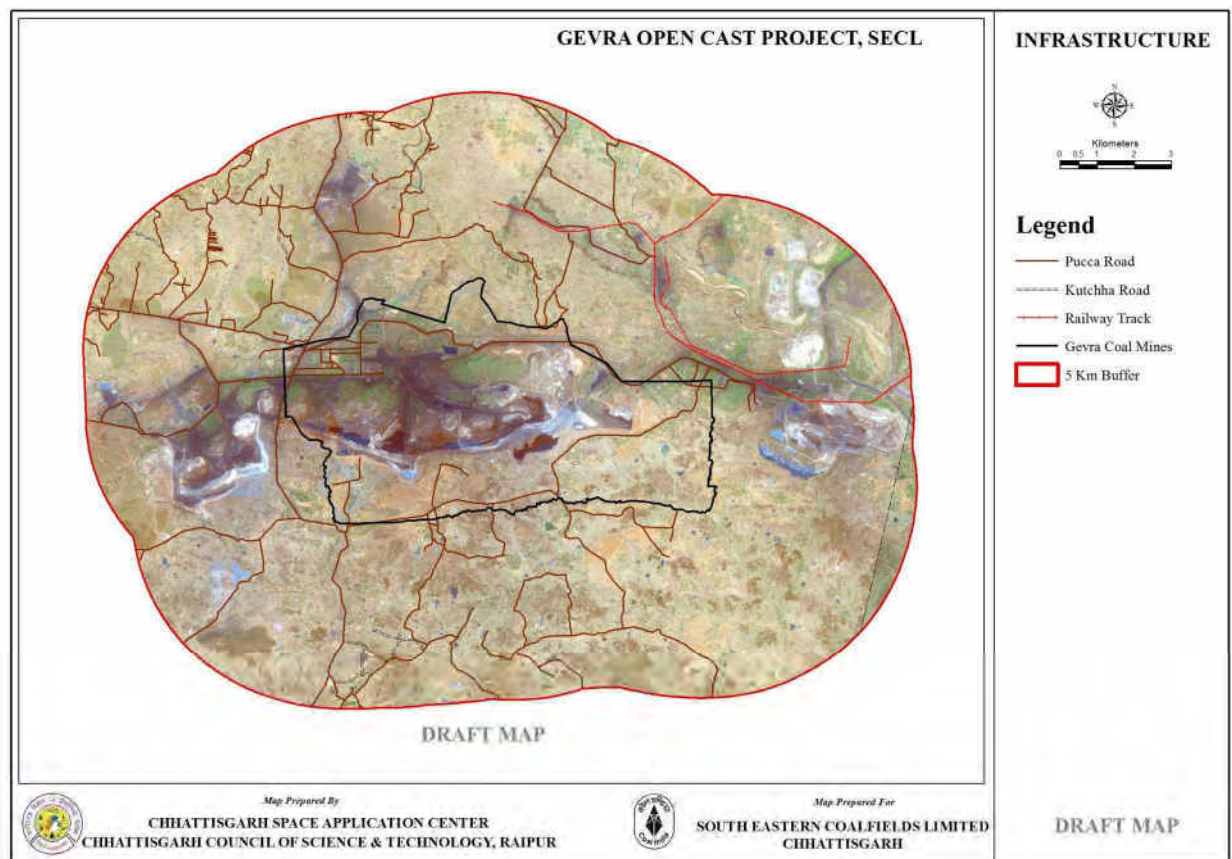 GEVRA OPEN CAST PROJECT, SECL
INFRASTRUCTURE
N
W
E
S
Kilometers
0 0.5 1 2 3
Legend
Pucca Road
Kutchha Road
Railway Track
Gevra Coal Mines
5 Km Buffer
DRAFT MAP
Map Prepared By
CHHATTISGARH SPACE APPLICATION CENTER
CHHATTISGARH COUNCIL OF SCIENCE & TECHNOLOGY, RAIPUR
Coal India
Map Prepared For
SOUTH EASTERN COALFIELDS LIMITED
CHHATTISGARH
DRAFT MAP